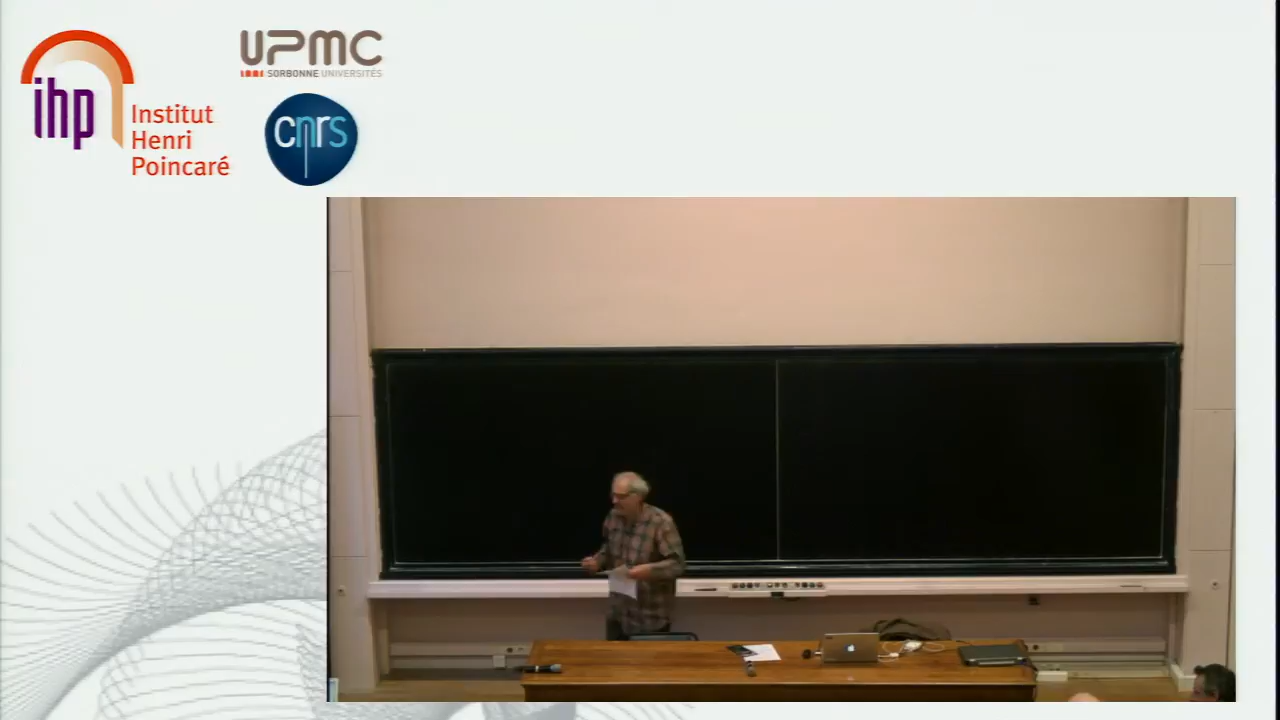 ihp
Institut
Henri
Poincaré
UPMC
SORBONNE UNIVERSITÉS
cnrs